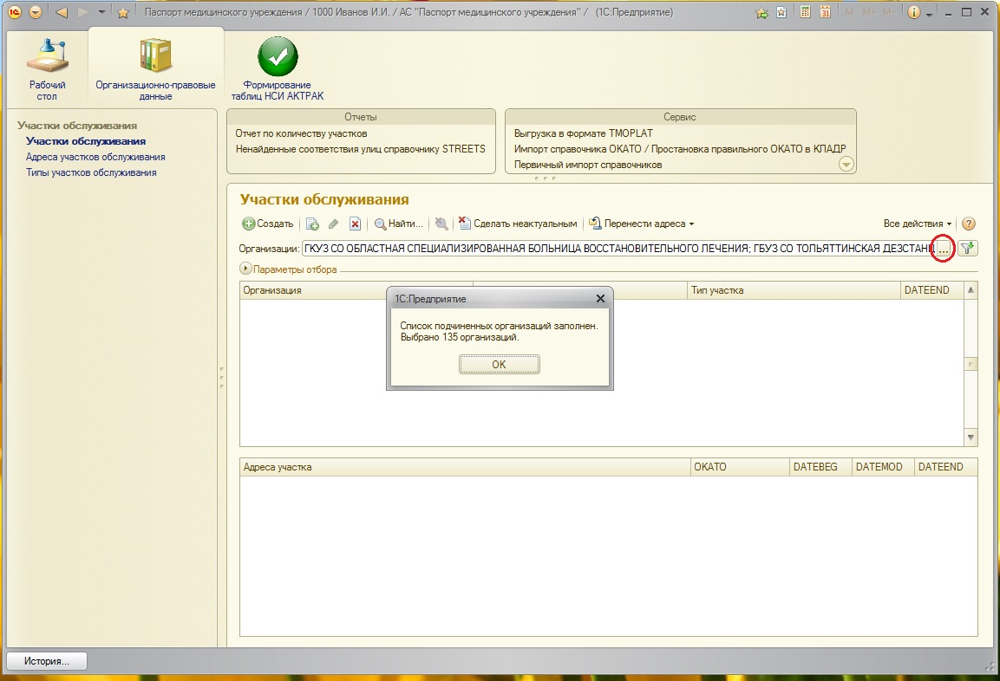 Паспорт медицинского учреждения / 1000 Иванов И.И. / АС "Паспорт медицинского учреждения" / (1С:Предприятие)
31 M M+ M-
Рабочий
стол
Организационно-правовые
данные
Формирование
таблиц НСИ АКТРАК
Участки обслуживания
Участки обслуживания
Адреса участков обслуживания
Типы участков обслуживания
Отчеты
Отчет по количеству участков
Ненайденные соответствия улиц справочнику STREETS
Сервис
Выгрузка в формате TMOPLAT
Импорт справочника ОКАТО / Простановка правильного ОКАТО в КЛАДР
Первичный импорт справочников
Участки обслуживания
Создать Найти... Сделать неактуальным Перенести адреса Все действия ?
Организации: ГКУЗ СО ОБЛАСТНАЯ СПЕЦИАЛИЗИРОВАННАЯ БОЛЬНИЦА ВОССТАНОВИТЕЛЬНОГО ЛЕЧЕНИЯ; ГБУЗ СО ТОЛЬЯТТИНСКАЯ ДЕЗСТАНЦ ...
Параметры отбора
Организация Тип участка DATEEND
1С:Предприятие
Список подчиненных организаций заполнен.
Выбрано 135 организаций.
OK
Адреса участка ОКАТО DATEBEG DATEMOD DATEEND
История...